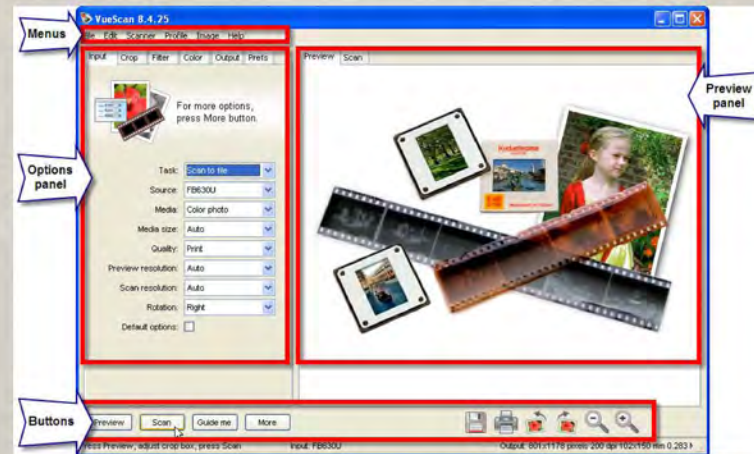 VueScan 8.4.25
Menus
File Edit Scanner Profile Image Help
Input Crop Filter Color Output Prefs
Preview Scan
Preview
panel
For more options,
press More button.
Options
panel
Task: Scan to file
Source: FB630U
Media: Color photo
Media size: Auto
Quality: Print
Preview resolution: Auto
Scan resolution: Auto
Rotation: Right
Default options:
Kodachrome
Buttons
Preview Scan Guide me More
Press Preview, adjust crop box, press Scan
Input: FB630U
Output: 801x1178 pixels 200 dpi 102x150 mm 0.283 M